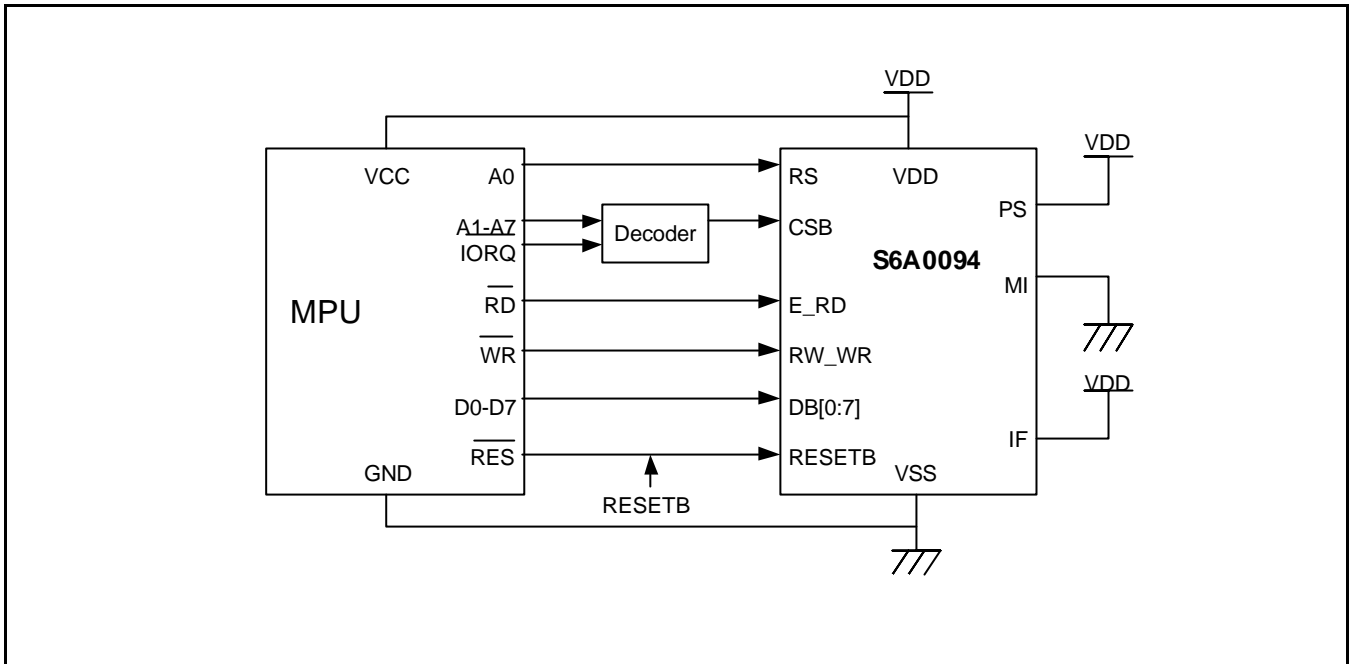 VDD
VCC
A0
A1-A7
IORQ
RD
WR
D0-D7
RES
GND
MPU
Decoder
RESETB
RS
VDD
CSB
S6A0094
E_RD
RW_WR
DB[0:7]
RESETB
VSS
PS
MI
IF
VDD
VDD